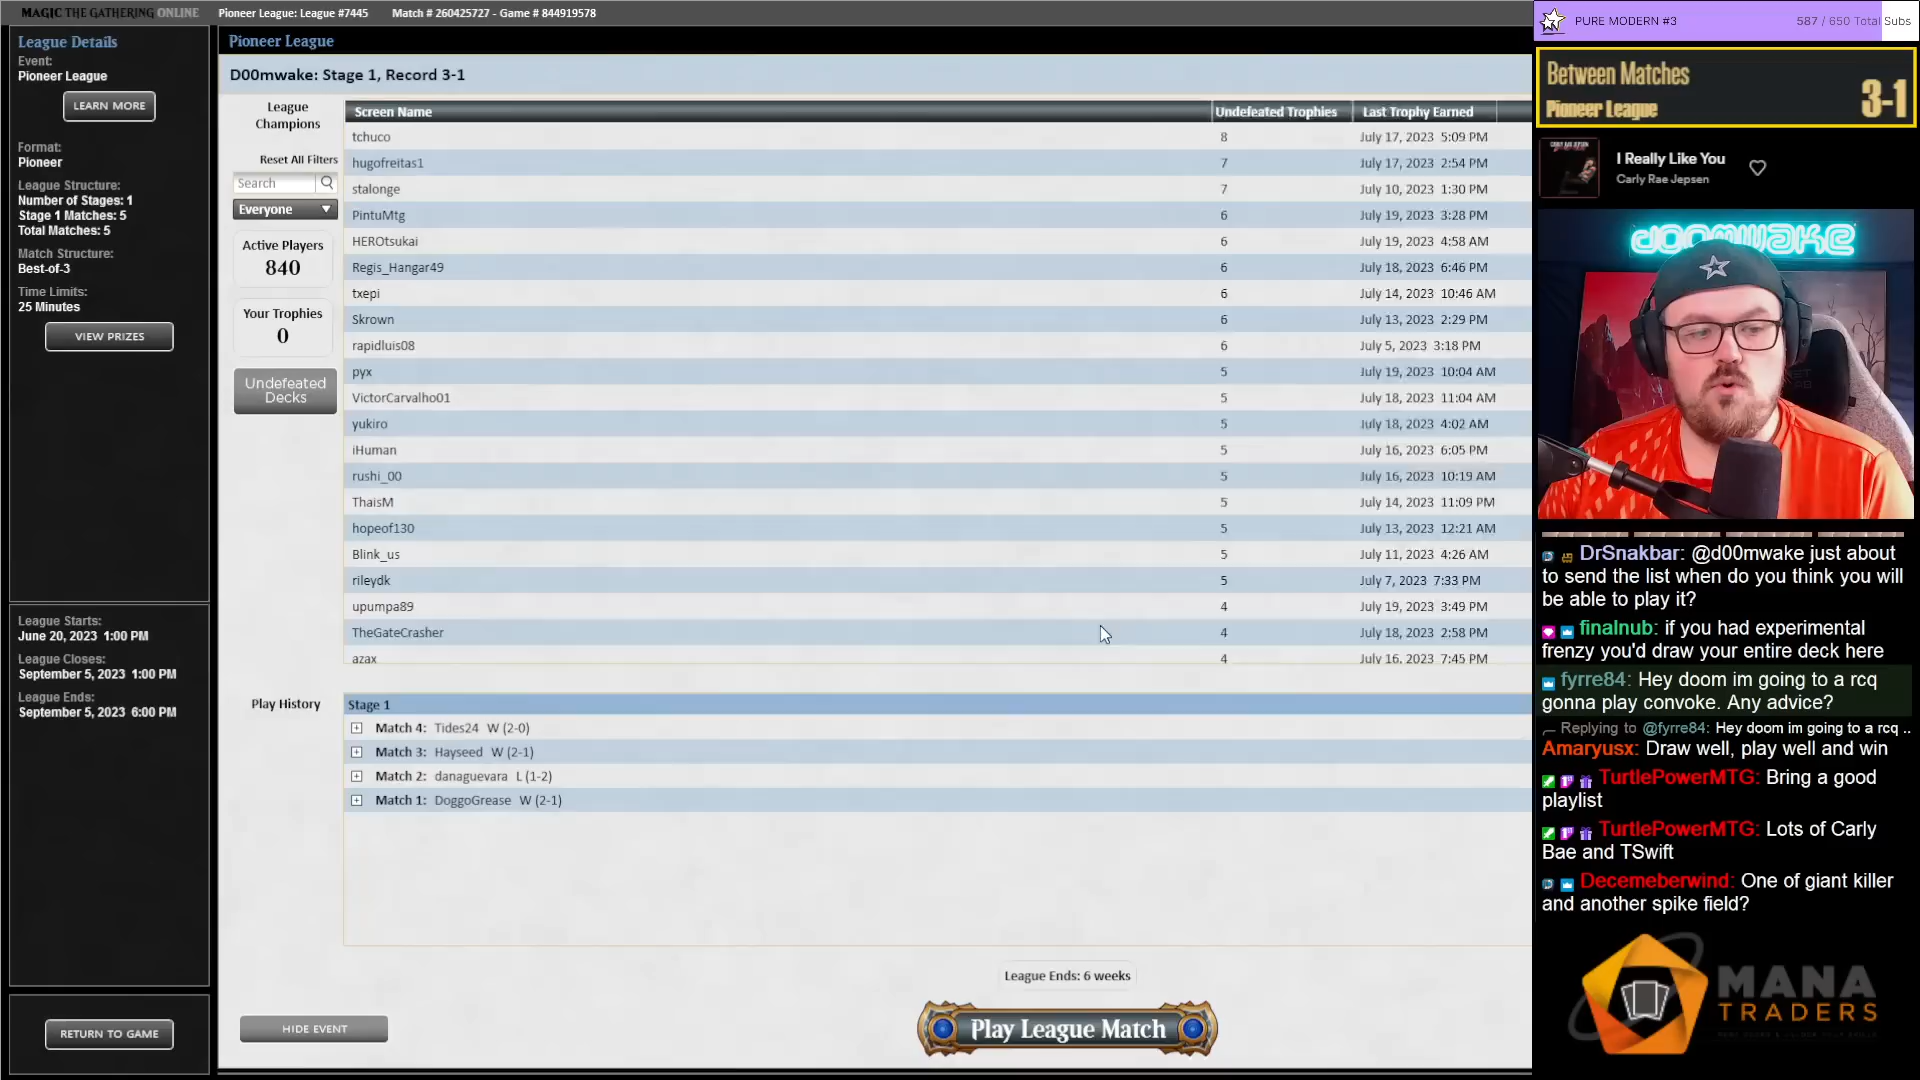 MAGIC THE GATHERING ONLINE
Pioneer League: League #7445
Match # 260425727 - Game # 844919578
League Details
Event:
Pioneer League
LEARN MORE
Format:
Pioneer
League Structure:
Number of Stages: 1
Stage 1 Matches: 5
Total Matches: 5
Match Structure:
Best-of-3
Time Limits:
25 Minutes
VIEW PRIZES
League Starts:
June 20, 2023 1:00 PM
League Closes:
September 5, 2023 1:00 PM
League Ends:
September 5, 2023 6:00 PM
RETURN TO GAME
Pioneer League
D00mwake: Stage 1, Record 3-1
League
Champions
Reset All Filters
Search
Everyone
Active Players
840
Your Trophies
0
Undefeated
Decks
Screen Name Undefeated Trophies Last Trophy Earned
tchuco 8 July 17, 2023 5:09 PM
hugofreitas1 7 July 17, 2023 2:54 PM
stalonge 7 July 10, 2023 1:30 PM
PintuMtg 6 July 19, 2023 3:28 PM
HEROtsukai 6 July 19, 2023 4:58 AM
Regis_Hangar49 6 July 18, 2023 6:46 PM
txepi 6 July 14, 2023 10:46 AM
Skrown 6 July 13, 2023 2:29 PM
rapidluis08 6 July 5, 2023 3:18 PM
pyx 5 July 19, 2023 10:04 AM
VictorCarvalho01 5 July 18, 2023 11:04 AM
yukiro 5 July 18, 2023 4:02 AM
iHuman 5 July 16, 2023 6:05 PM
rushi_00 5 July 16, 2023 10:19 AM
ThaisM 5 July 14, 2023 11:09 PM
hopeof130 5 July 13, 2023 12:21 AM
Blink_us 5 July 11, 2023 4:26 AM
rileydk 5 July 7, 2023 7:33 PM
upumpa89 4 July 19, 2023 3:49 PM
TheGateCrasher 4 July 18, 2023 2:58 PM
azax 4 July 16, 2023 7:45 PM
Play History
Stage 1
Match 4: Tides24 W (2-0)
Match 3: Hayseed W (2-1)
Match 2: danaguevara L (1-2)
Match 1: DoggoGrease W (2-1)
League Ends: 6 weeks
HIDE EVENT
Play League Match
PURE MODERN #3
587 / 650 Total Subs
Between Matches
Pioneer League
3-1
I Really Like You
Carly Rae Jepsen
doomwake
DrSnakbar: @d00mwake just about
to send the list when do you think you will
be able to play it?
finalnub: if you had experimental
frenzy you'd draw your entire deck here
fyrre84: Hey doom im going to a rcq
gonna play convoke. Any advice?
Replying to @fyrre84: Hey doom im going to a rcq ..
Amaryusx: Draw well, play well and win
TurtlePowerMTG: Bring a good
playlist
TurtlePowerMTG: Lots of Carly
Bae and TSwift
Decemeberwind: One of giant killer
and another spike field?
MANA
TRADERS